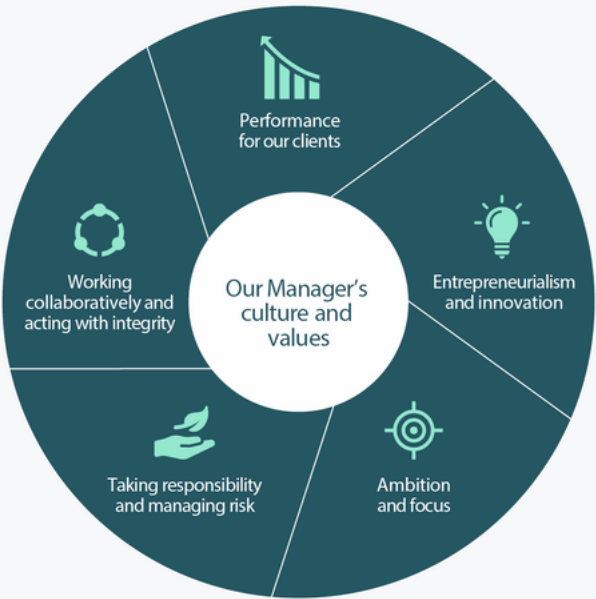 Performance
for our clients
Entrepreneurialism
and innovation
Ambition
and focus
Taking responsibility
and managing risk
Working
collaboratively and
acting with integrity
Our Manager's
culture and
values